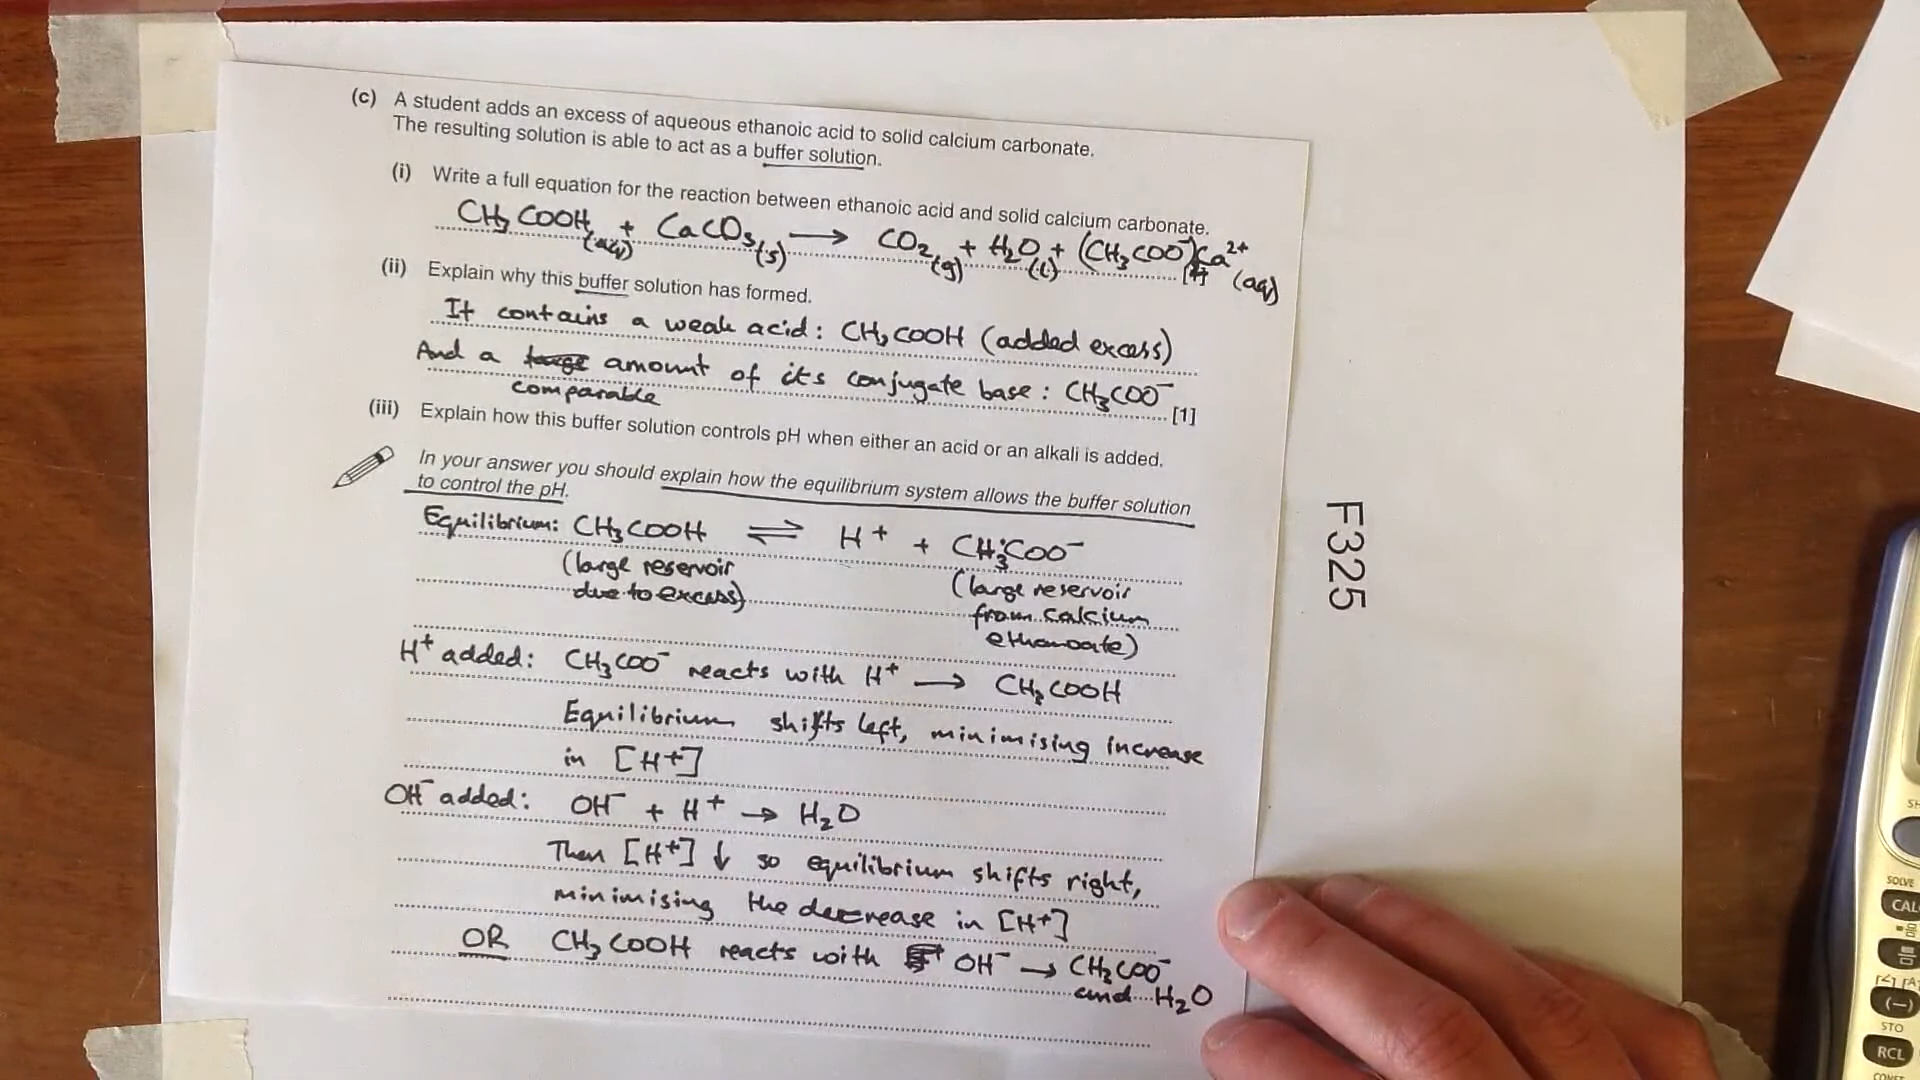 (c) A student adds an excess of aqueous ethanoic acid to solid calcium carbonate.
The resulting solution is able to act as a buffer solution.
(i) Write a full equation for the reaction between ethanoic acid and solid calcium carbonate.
CH₃COOH(aq) + CaCO₃(s) → CO₂(g) + H₂O(l) + (CH₃COO⁻)Ca²⁺(aq)
(ii) Explain why this buffer solution has formed.
It contains a weak acid: CH₃COOH (added excess)
And a amount of its conjugate base: CH₃COO⁻
comparable
[1]
(iii) Explain how this buffer solution controls pH when either an acid or an alkali is added.
In your answer you should explain how the equilibrium system allows the buffer solution
to control the pH.
Equilibrium: CH₃COOH ⇌ H⁺ + CH₃COO⁻
(large reservoir due to excess)
(large reservoir from calcium ethanoate)
H⁺ added: CH₃COO⁻ reacts with H⁺ → CH₃COOH
Equilibrium shifts left, minimising increase
in [H⁺]
OH⁻ added: OH⁻ + H⁺ → H₂O
Then [H⁺] ↓ so equilibrium shifts right,
minimising the decrease in [H⁺]
OR CH₃COOH reacts with OH⁻ → CH₃COO⁻
and H₂O
F325
SOLVE
STO
RCL
(−)